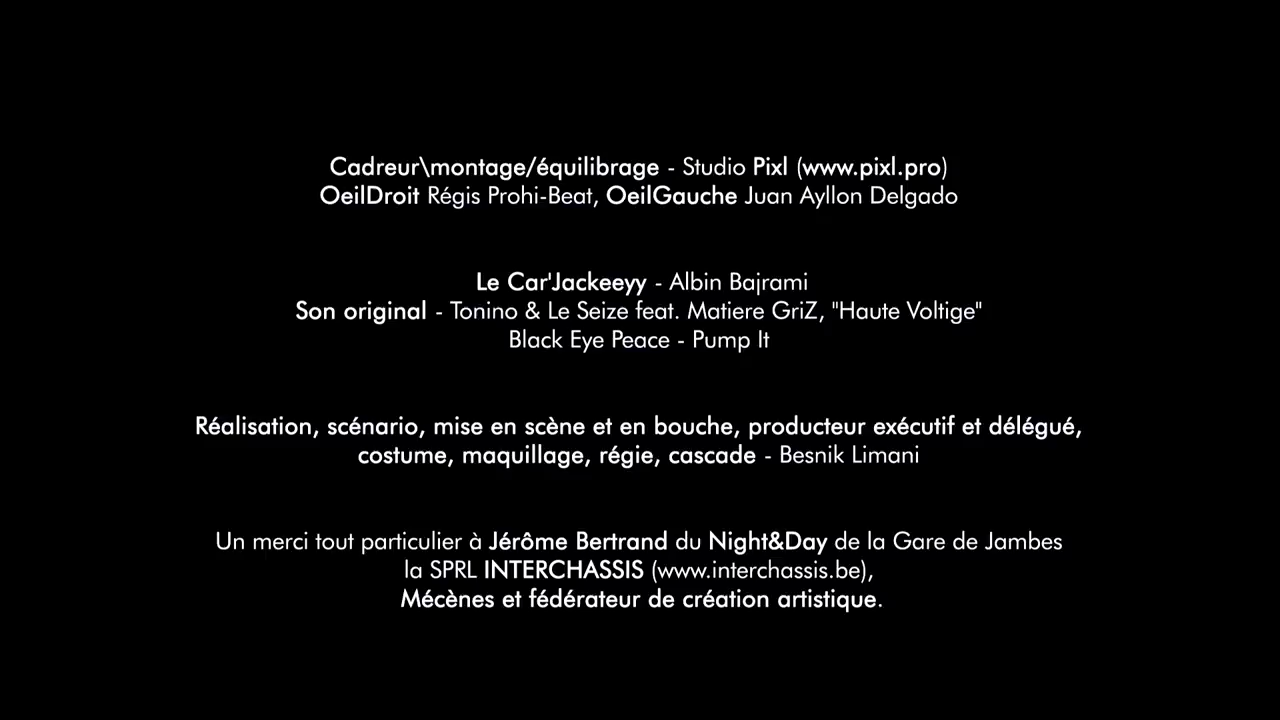 Cadreur\montage/équilibrage - Studio Pixl (www.pixl.pro)
OeilDroit Régis Prohi-Beat, OeilGauche Juan Ayllon Delgado
Le Car'Jackeeyy - Albin Bajrami
Son original - Tonino & Le Seize feat. Matiere GriZ, "Haute Voltige"
Black Eye Peace - Pump It
Réalisation, scénario, mise en scène et en bouche, producteur exécutif et délégué,
costume, maquillage, régie, cascade - Besnik Limani
Un merci tout particulier à Jérôme Bertrand du Night&Day de la Gare de Jambes
la SPRL INTERCHASSIS (www.interchassis.be),
Mécènes et fédérateur de création artistique.